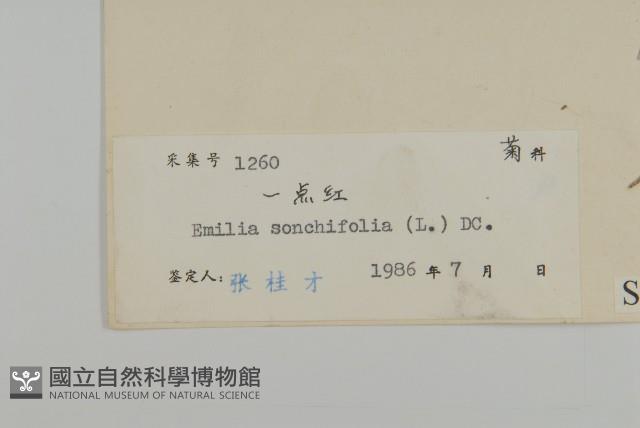 采集号 1260 菊科
一点红
Emilia sonchifolia (L.) DC.
鉴定人: 张桂才 1986 年 7 月 日
S
國立自然科學博物館
NATIONAL MUSEUM OF NATURAL SCIENCE